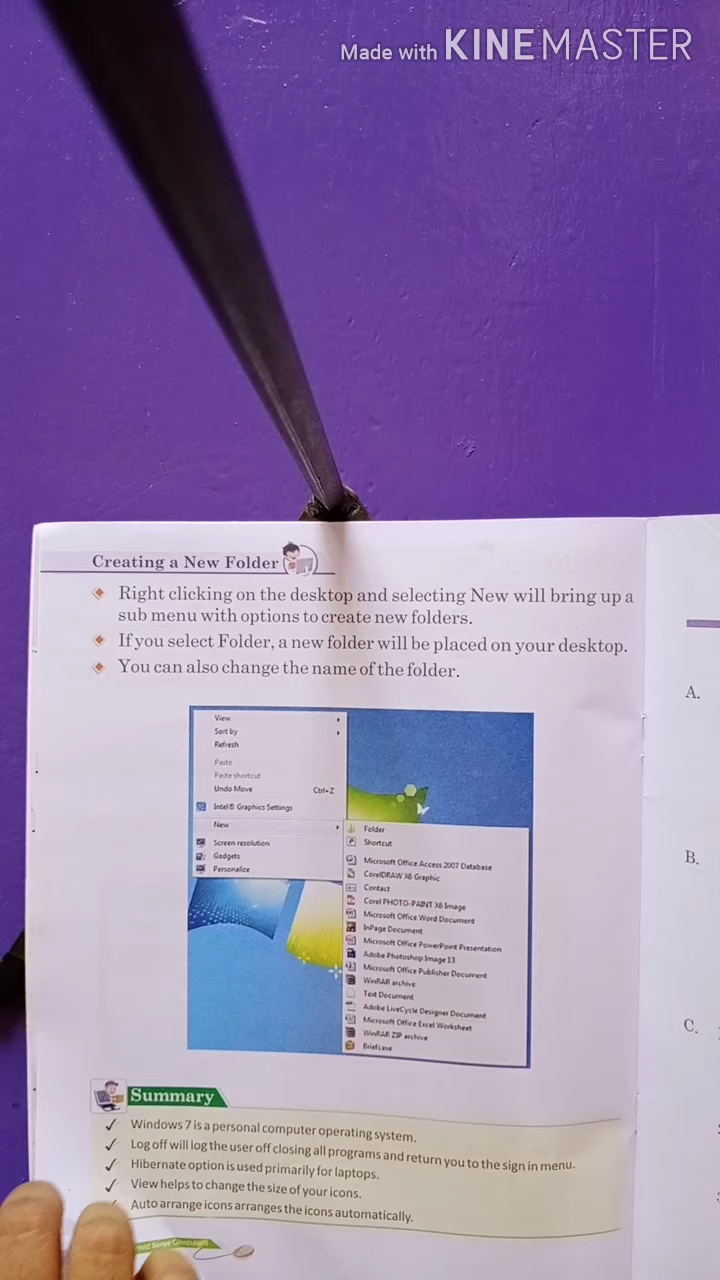 Made with KINEMASTER
Creating a New Folder
Right clicking on the desktop and selecting New will bring up a
sub menu with options to create new folders.
If you select Folder, a new folder will be placed on your desktop.
You can also change the name of the folder.
View
Sort by
Refresh
Paste
Paste shortcut
Undo Move Ctrl+Z
Intel® Graphics Settings
New
Screen resolution
Gadgets
Personalize
Folder
Shortcut
Microsoft Office Access 2007 Database
CorelDRAW X6 Graphic
Contact
Corel PHOTO-PAINT X6 Image
Microsoft Office Word Document
InPage Document
Microsoft Office PowerPoint Presentation
Adobe Photoshop Image 13
Microsoft Office Publisher Document
WinRAR archive
Text Document
Adobe LiveCycle Designer Document
Microsoft Office Excel Worksheet
WinRAR ZIP archive
Briefcase
Summary
✓ Windows 7 is a personal computer operating system.
✓ Log off will log the user off closing all programs and return you to the sign in menu.
✓ Hibernate option is used primarily for laptops.
✓ View helps to change the size of your icons.
✓ Auto arrange icons arranges the icons automatically.
A.
B.
C.